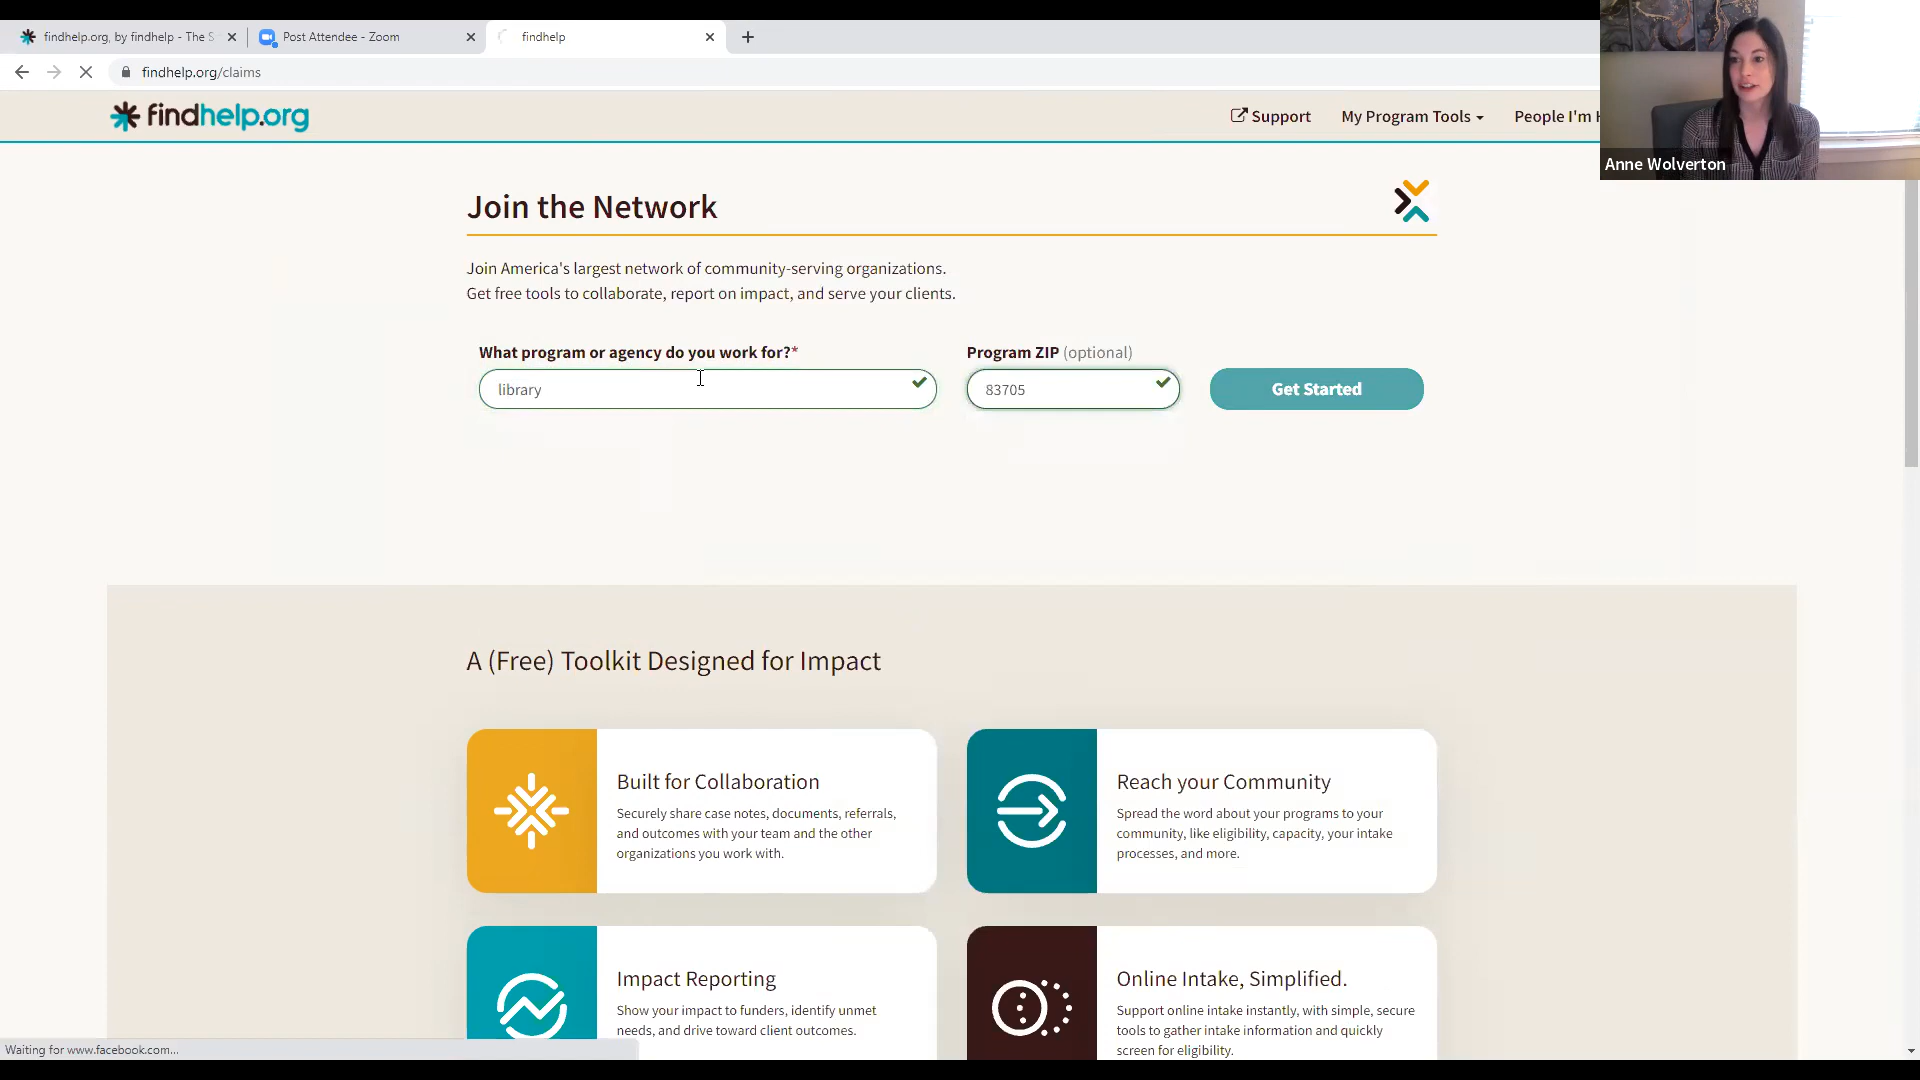 findhelp.org, by findhelp - The S
Post Attendee - Zoom
findhelp
findhelp.org/claims
findhelp.org
Support
My Program Tools
People I'm
Anne Wolverton
Join the Network
Join America's largest network of community-serving organizations.
Get free tools to collaborate, report on impact, and serve your clients.
What program or agency do you work for?*
Program ZIP (optional)
library
83705
Get Started
A (Free) Toolkit Designed for Impact
Built for Collaboration
Securely share case notes, documents, referrals,
and outcomes with your team and the other
organizations you work with.
Reach your Community
Spread the word about your programs to your
community, like eligibility, capacity, your intake
processes, and more.
Impact Reporting
Show your impact to funders, identify unmet
needs, and drive toward client outcomes.
Online Intake, Simplified.
Support online intake instantly, with simple, secure
tools to gather intake information and quickly
screen for eligibility.
Waiting for www.facebook.com...